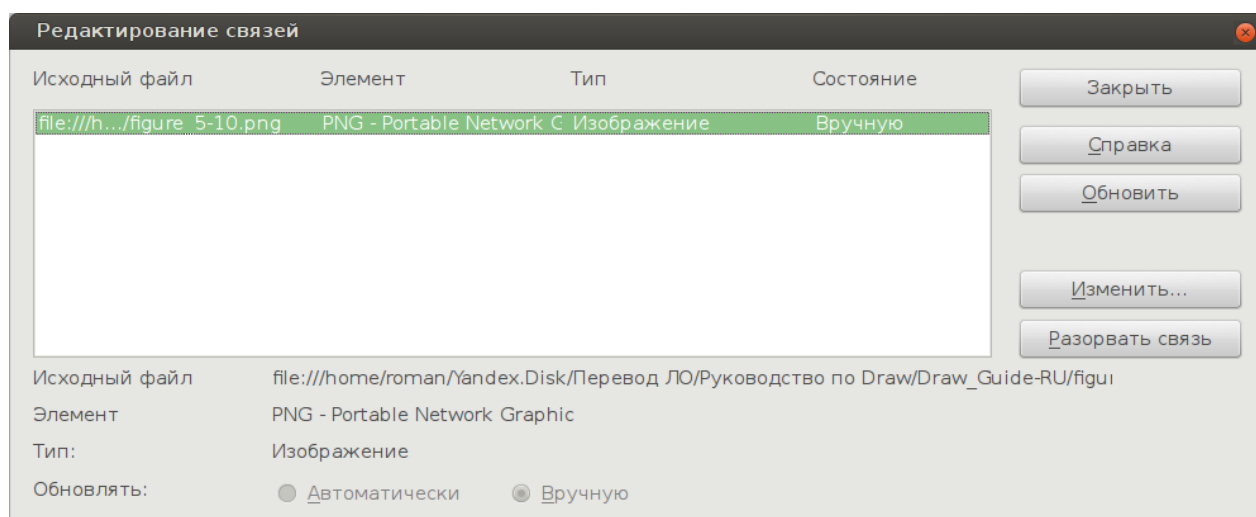 Редактирование связей
Исходный файл Элемент Тип Состояние
Закрыть
file:///h.../figure_5-10.png PNG - Portable Network G Изображение Вручную
Справка
Обновить
Изменить...
Разорвать связь
Исходный файл file:///home/roman/Yandex.Disk/Перевод ЛО/Руководство по Draw/Draw_Guide-RU/figur
Элемент PNG - Portable Network Graphic
Тип: Изображение
Обновлять: Автоматически Вручную